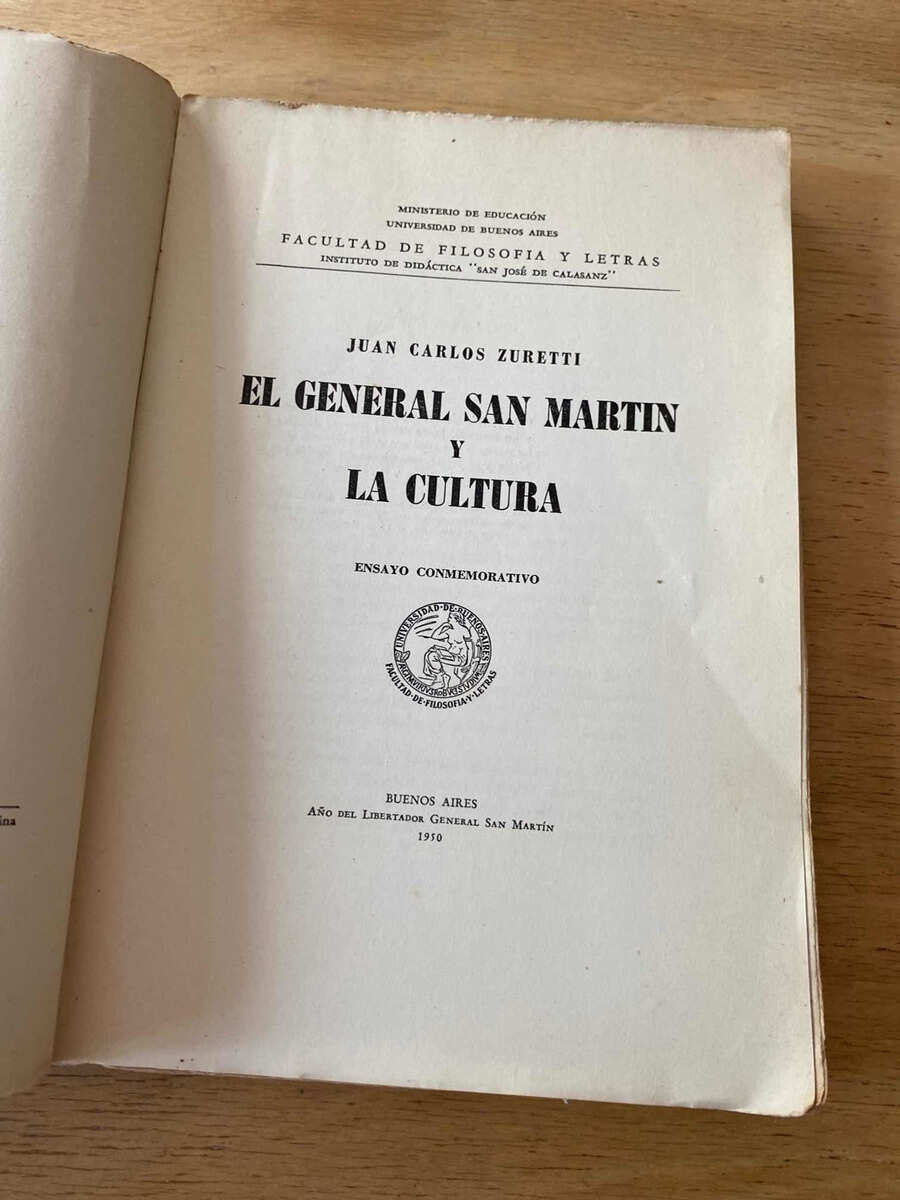 MINISTERIO DE EDUCACIÓN
UNIVERSIDAD DE BUENOS AIRES
FACULTAD DE FILOSOFIA Y LETRAS
INSTITUTO DE DIDÁCTICA "SAN JOSÉ DE CALASANZ"
JUAN CARLOS ZURETTI
EL GENERAL SAN MARTIN
Y
LA CULTURA
ENSAYO CONMEMORATIVO
UNIVERSIDAD·DE·BUENOS·AIRES
FACULTAD·DE·FILOSOFIA·Y·LETRAS
BUENOS AIRES
AÑO DEL LIBERTADOR GENERAL SAN MARTÍN
1950